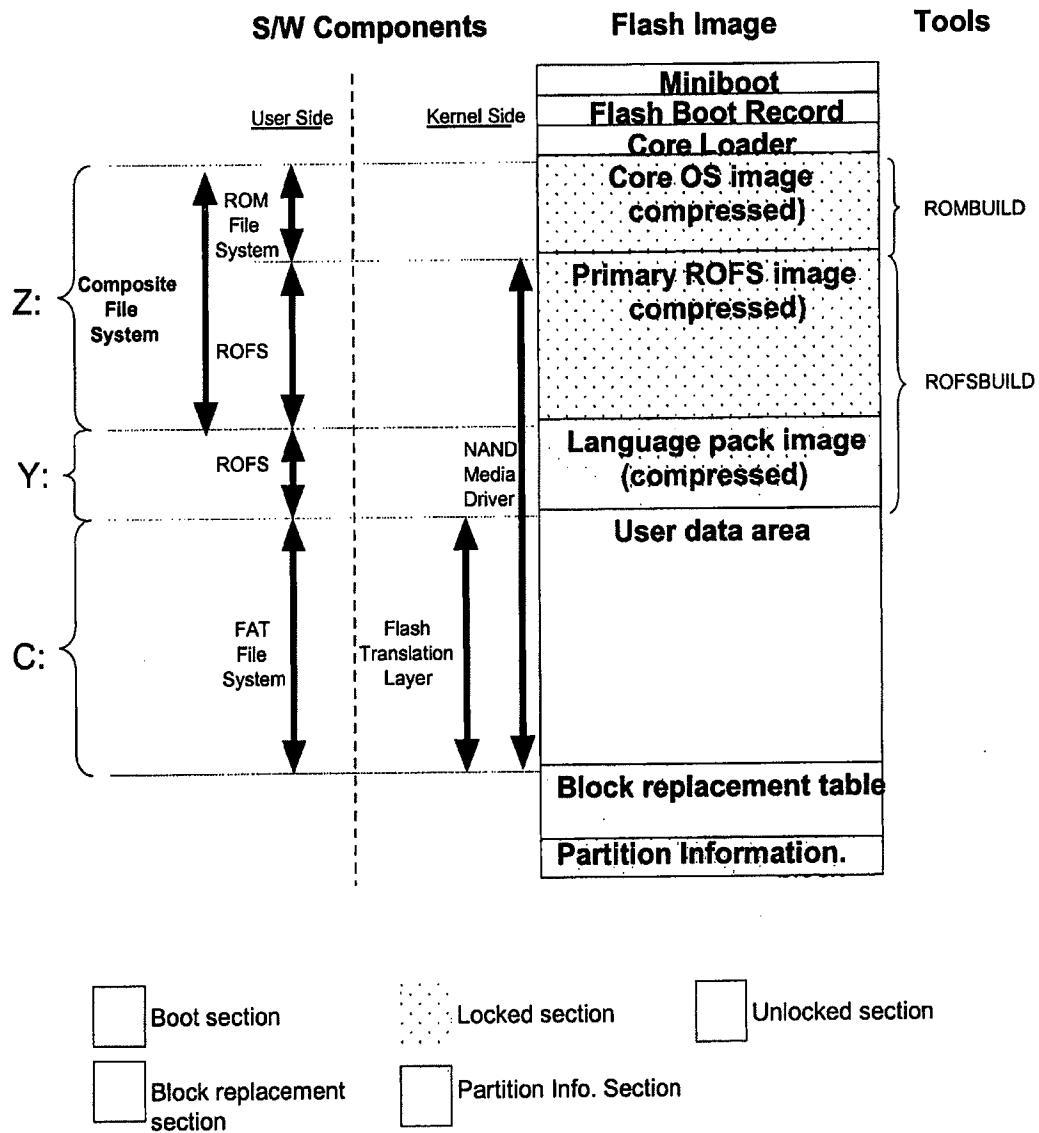 S/W Components
Flash Image
Tools
User Side
Kernel Side
Miniboot
Flash Boot Record
Core Loader
Core OS image
compressed)
Primary ROFS image
compressed)
Language pack image
(compressed)
User data area
Block replacement table
Partition Information.
ROMBUILD
ROFSBUILD
Z:
Composite
File
System
ROM
File
System
ROFS
Y:
ROFS
NAND
Media
Driver
C:
FAT
File
System
Flash
Translation
Layer
Boot section
Locked section
Unlocked section
Block replacement
section
Partition Info. Section